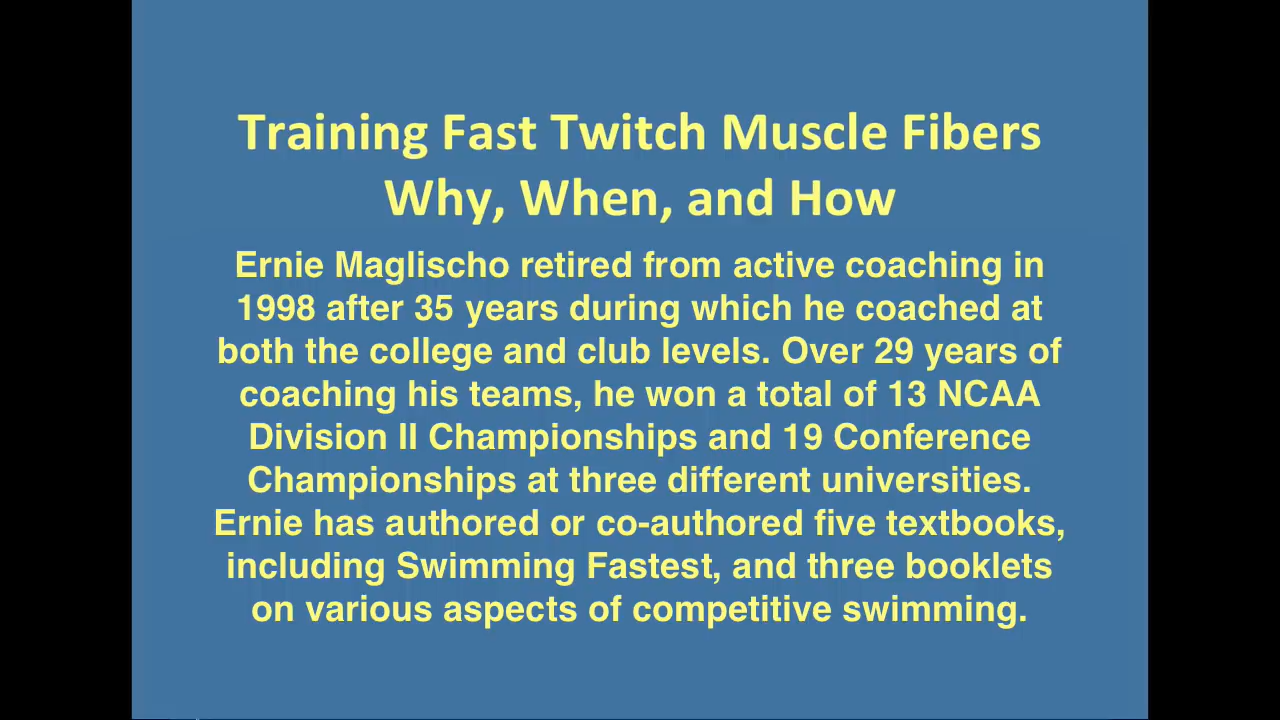 Training Fast Twitch Muscle Fibers
Why, When, and How
Ernie Maglischo retired from active coaching in
1998 after 35 years during which he coached at
both the college and club levels. Over 29 years of
coaching his teams, he won a total of 13 NCAA
Division II Championships and 19 Conference
Championships at three different universities.
Ernie has authored or co-authored five textbooks,
including Swimming Fastest, and three booklets
on various aspects of competitive swimming.